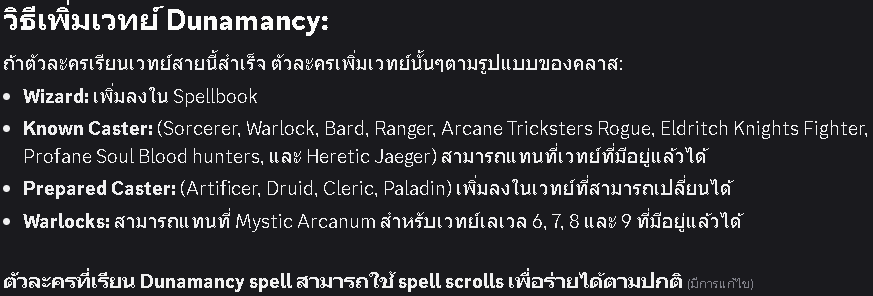 วิธีเพิ่มเวทย์ Dunamancy:
ถ้าตัวละครเรียนเวทย์สายนี้สำเร็จ ตัวละครเพิ่มเวทย์นั้นๆตามรูปแบบของคลาส:
• Wizard: เพิ่มลงใน Spellbook
• Known Caster: (Sorcerer, Warlock, Bard, Ranger, Arcane Tricksters Rogue, Eldritch Knights Fighter,
Profane Soul Blood hunters, และ Heretic Jaeger) สามารถแทนที่เวทย์ที่มีอยู่แล้วได้
• Prepared Caster: (Artificer, Druid, Cleric, Paladin) เพิ่มลงในเวทย์ที่สามารถเปลี่ยนได้
• Warlocks: สามารถแทนที่ Mystic Arcanum สำหรับเวทย์เลเวล 6, 7, 8 และ 9 ที่มีอยู่แล้วได้
ตัวละครที่เรียน Dunamancy spell สามารถใช้ spell scrolls เพื่อร่ายได้ตามปกติ (มีการแก้ไข)